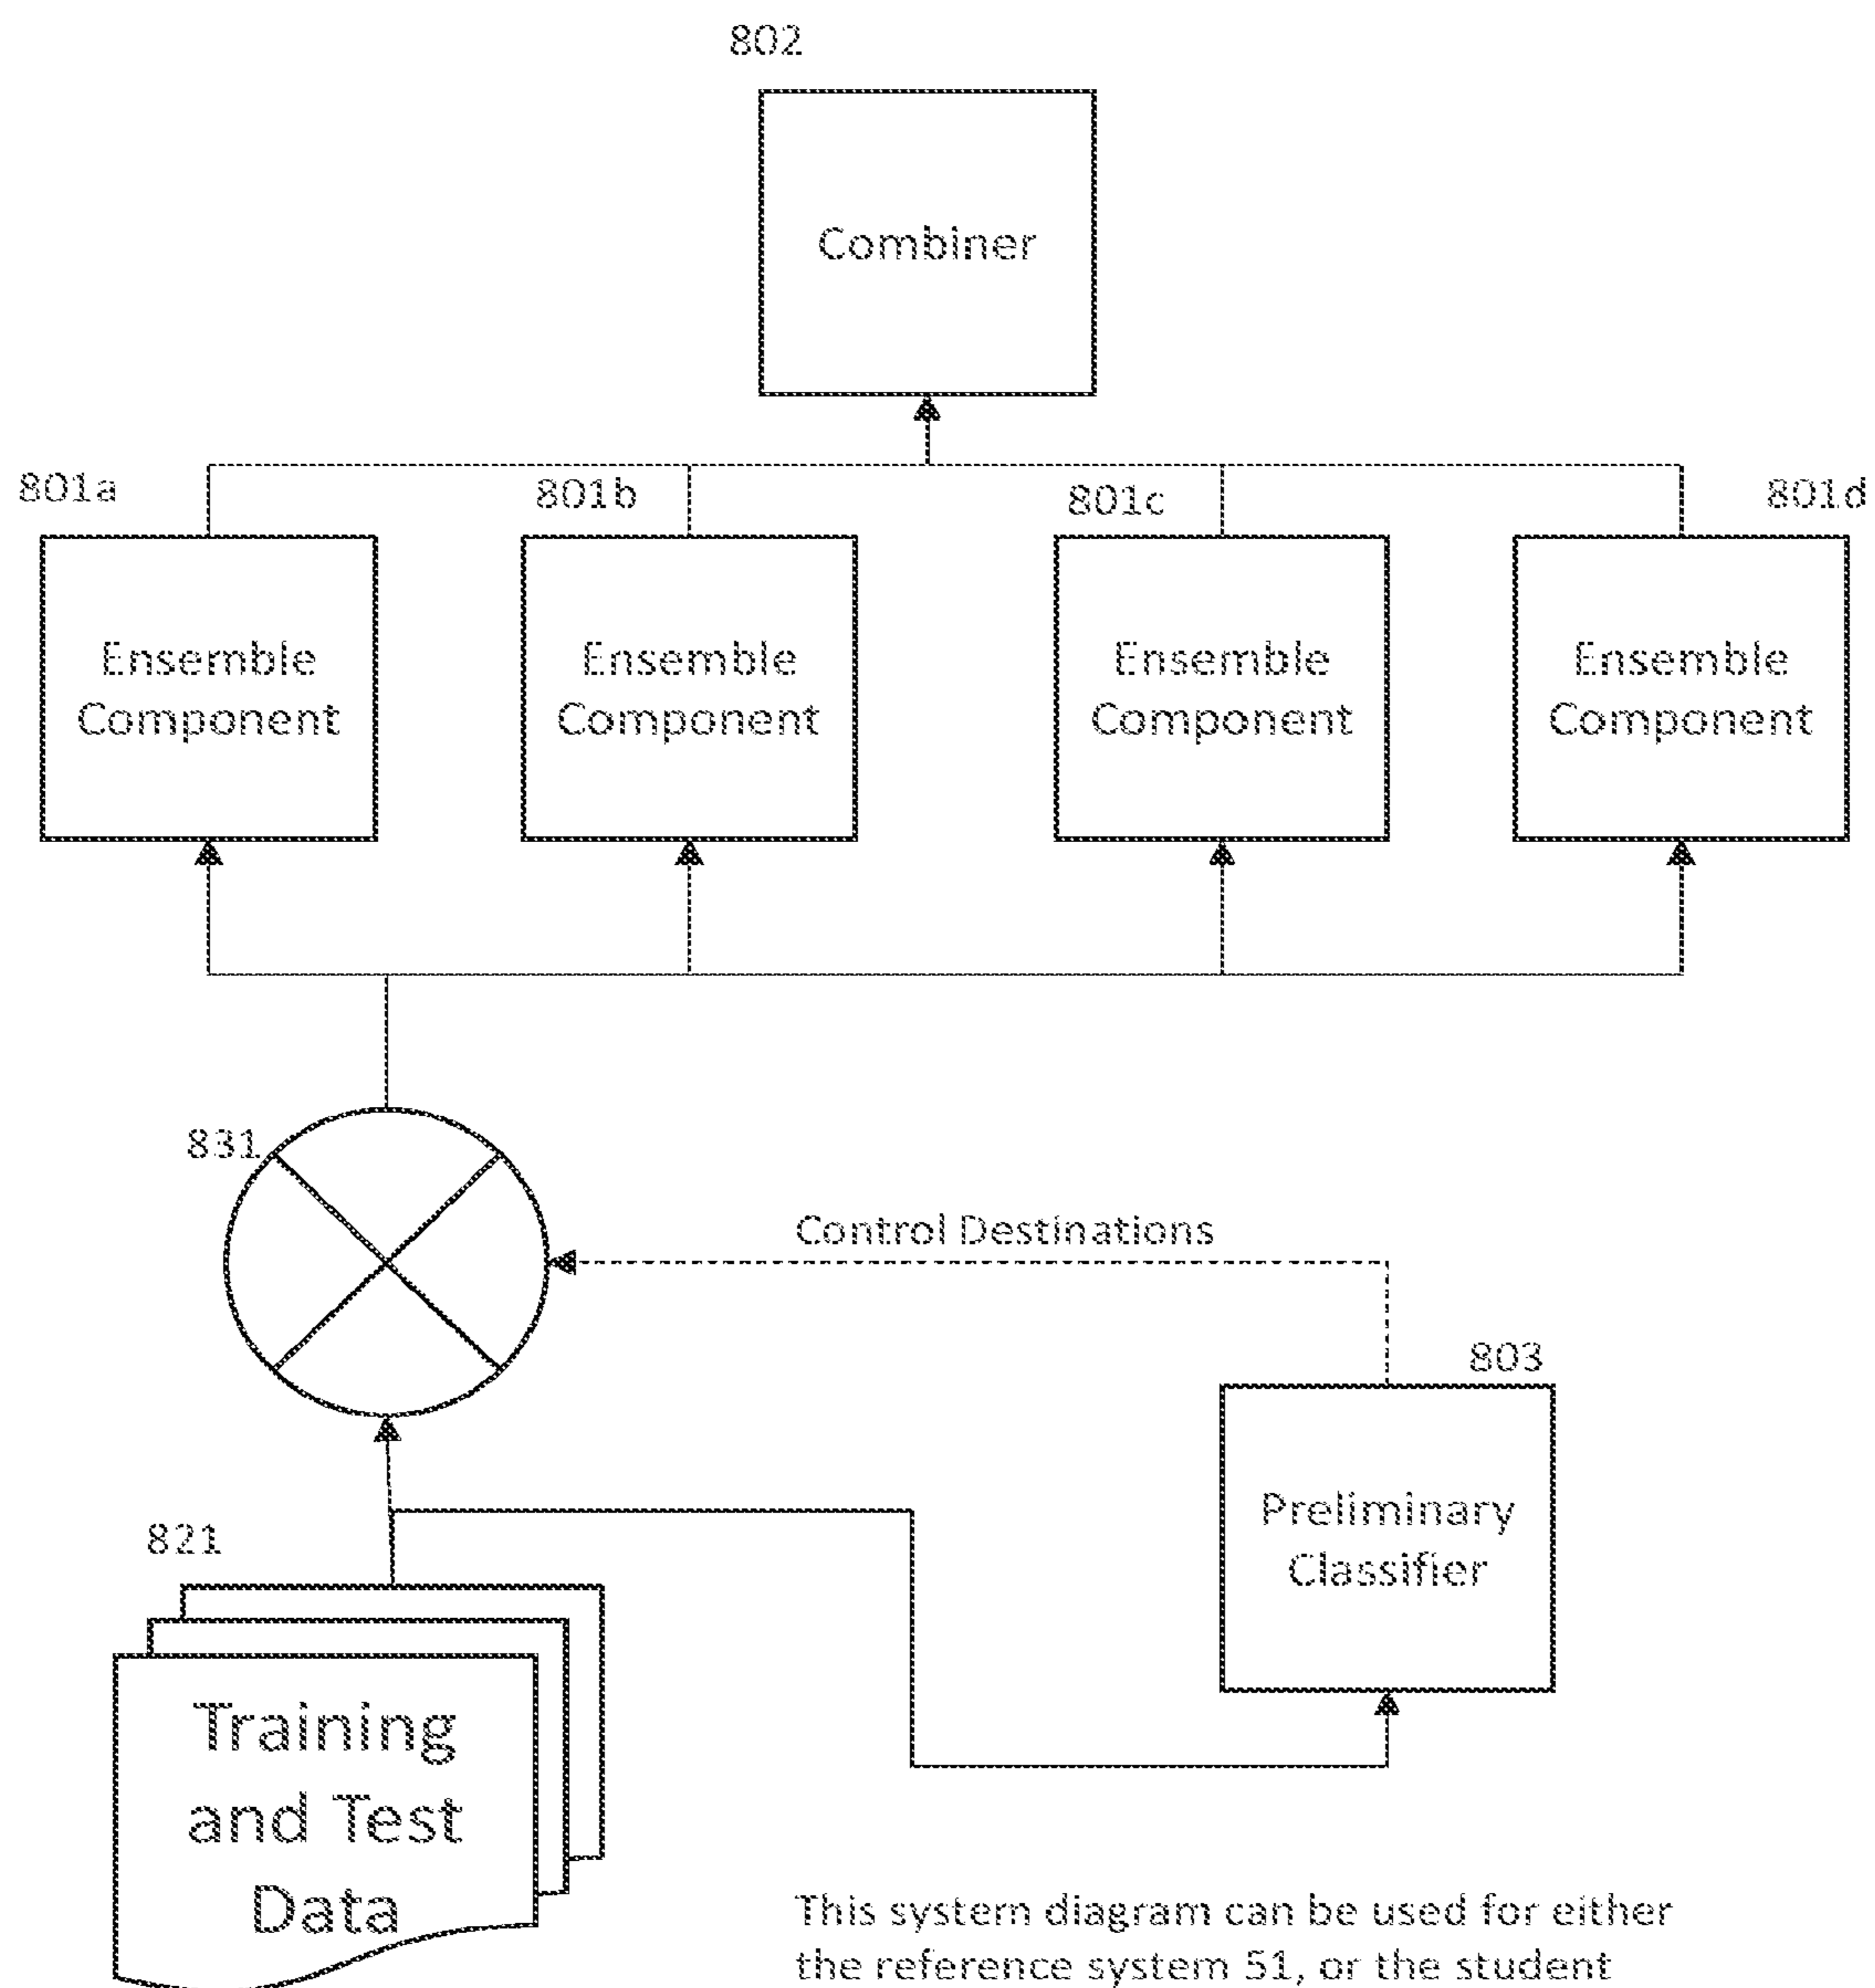 802
Combiner
801a
801b
801c
801d
Ensemble
Component
Ensemble
Component
Ensemble
Component
Ensemble
Component
831
Control Destinations
803
Preliminary
Classifier
821
Training
and Test
Data
This system diagram can be used for either
the reference system 51, or the student